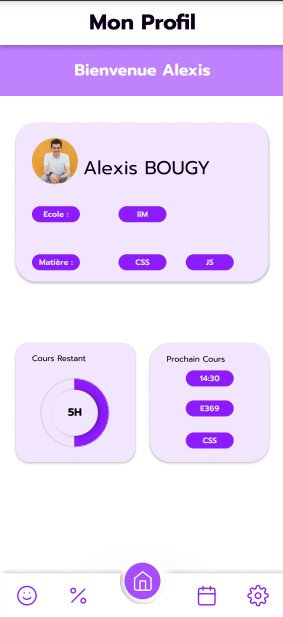 Mon Profil
Bienvenue Alexis
Alexis BOUGY
Ecole : IIM
Matière : CSS JS
Cours Restant
5H
Prochain Cours
14:30
E369
CSS